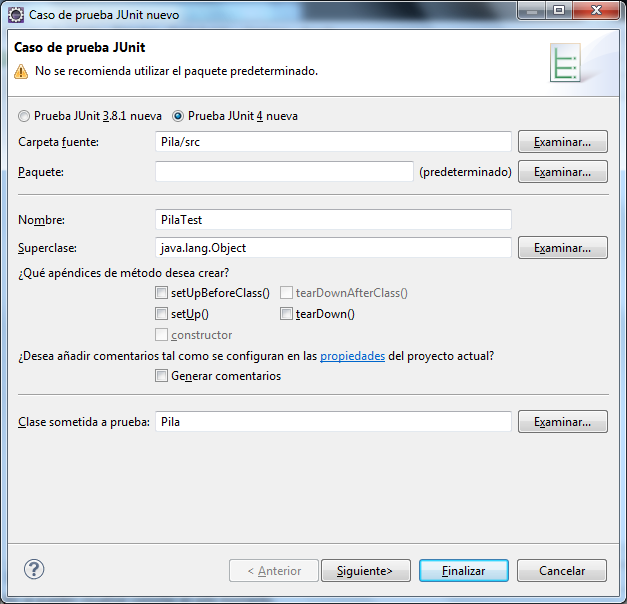 Caso de prueba JUnit nuevo
Caso de prueba JUnit
No se recomienda utilizar el paquete predeterminado.
Prueba JUnit 3.8.1 nueva Prueba JUnit 4 nueva
Carpeta fuente: Pila/src Examinar...
Paquete: (predeterminado) Examinar...
Nombre: PilaTest
Superclase: java.lang.Object Examinar...
¿Qué apéndices de método desea crear?
setUpBeforeClass() tearDownAfterClass()
setUp() tearDown()
constructor
¿Desea añadir comentarios tal como se configuran en las propiedades del proyecto actual?
Generar comentarios
Clase sometida a prueba: Pila Examinar...
? < Anterior Siguiente> Finalizar Cancelar